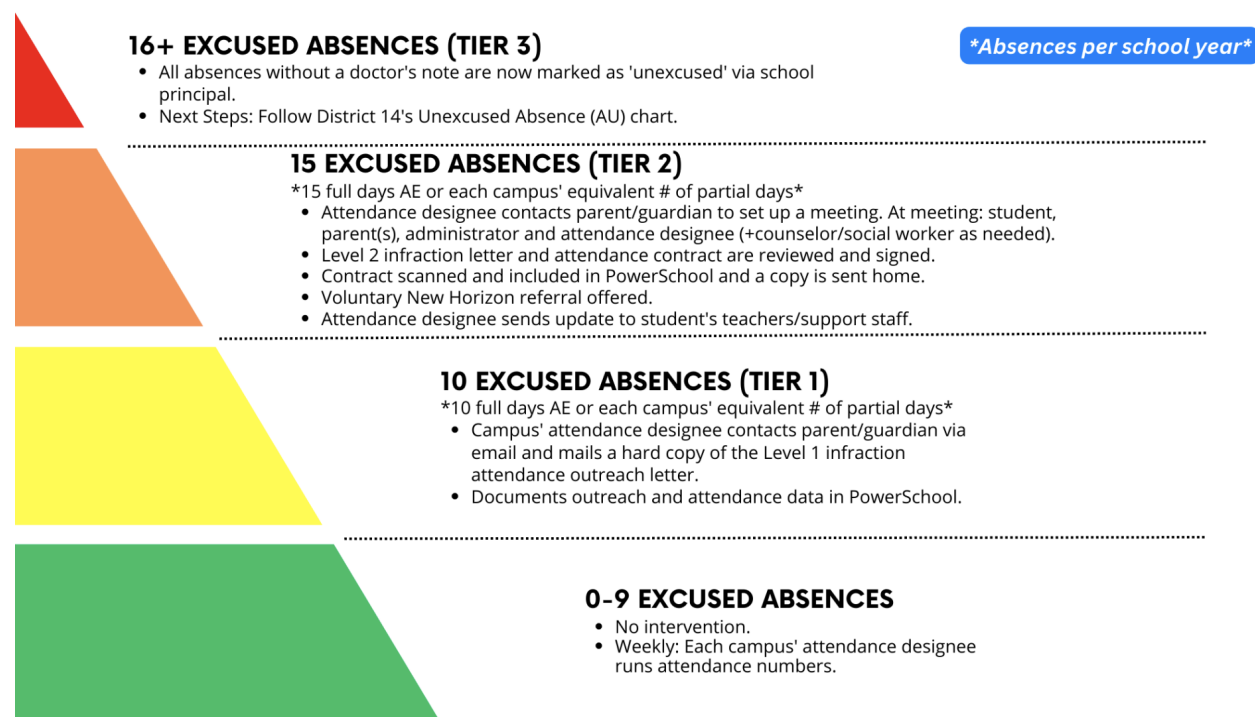 16+ EXCUSED ABSENCES (TIER 3)
*Absences per school year*
• All absences without a doctor's note are now marked as 'unexcused' via school
principal.
• Next Steps: Follow District 14's Unexcused Absence (AU) chart.
15 EXCUSED ABSENCES (TIER 2)
*15 full days AE or each campus' equivalent # of partial days*
• Attendance designee contacts parent/guardian to set up a meeting. At meeting: student,
parent(s), administrator and attendance designee (+counselor/social worker as needed).
• Level 2 infraction letter and attendance contract are reviewed and signed.
• Contract scanned and included in PowerSchool and a copy is sent home.
• Voluntary New Horizon referral offered.
• Attendance designee sends update to student's teachers/support staff.
10 EXCUSED ABSENCES (TIER 1)
*10 full days AE or each campus' equivalent # of partial days*
• Campus' attendance designee contacts parent/guardian via
email and mails a hard copy of the Level 1 infraction
attendance outreach letter.
• Documents outreach and attendance data in PowerSchool.
0-9 EXCUSED ABSENCES
• No intervention.
• Weekly: Each campus' attendance designee
runs attendance numbers.